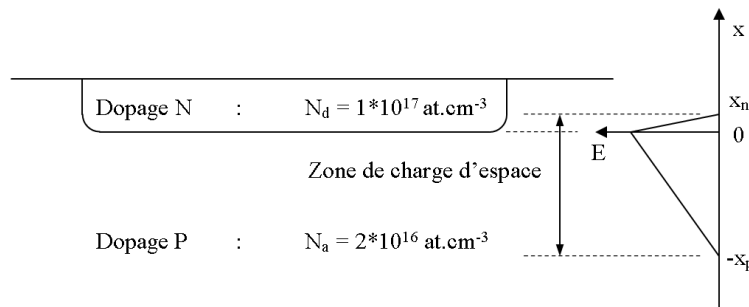 x
Dopage N : N_d = 1*10^17 at.cm^-3
x_n
0
E
Zone de charge d'espace
Dopage P : N_a = 2*10^16 at.cm^-3
-x_p